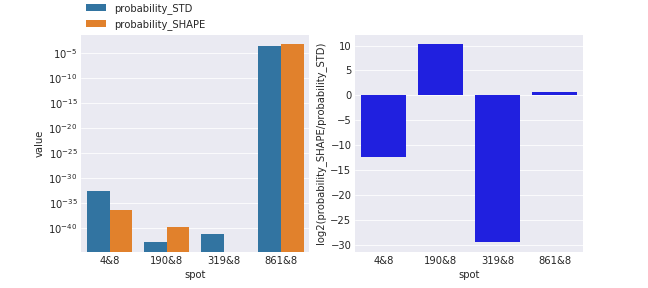 probability_STD
probability_SHAPE
value
10⁻⁵
10⁻¹⁰
10⁻¹⁵
10⁻²⁰
10⁻²⁵
10⁻³⁰
10⁻³⁵
10⁻⁴⁰
4&8 190&8 319&8 861&8
spot
log2(probability_SHAPE/probability_STD)
10
5
0
−5
−10
−15
−20
−25
−30
4&8 190&8 319&8 861&8
spot